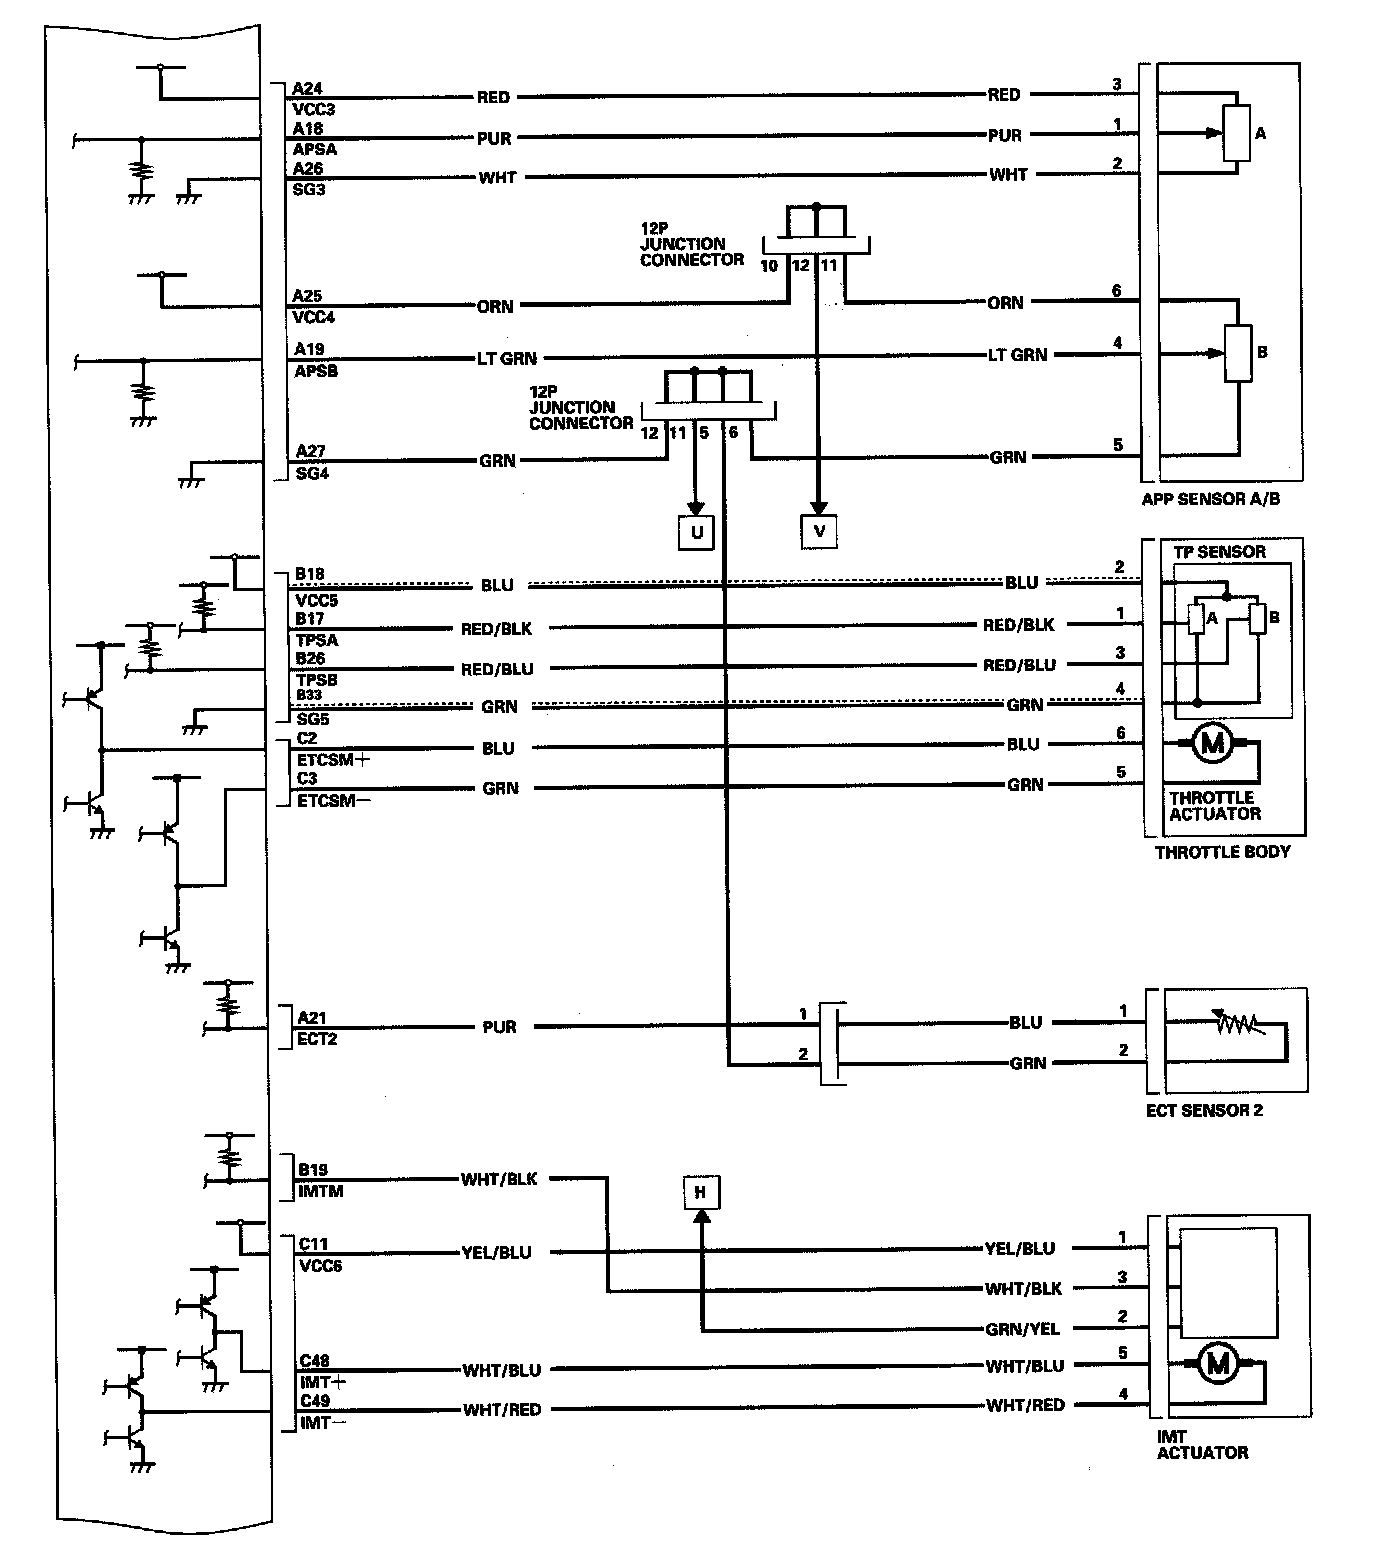 A24 RED RED 3
VCC3
A18 PUR PUR 1 A
APSA
A26 WHT WHT 2
SG3
12P
JUNCTION
CONNECTOR 10 12 11
A25 ORN ORN 6
VCC4
A19 LT GRN LT GRN 4 B
APSB
12P
JUNCTION
CONNECTOR 12 11 5 6
A27 GRN GRN 5
SG4
APP SENSOR A/B
U V
TP SENSOR
B18 BLU BLU 2
VCC5
B17 RED/BLK RED/BLK 1 A B
TPSA
B26 RED/BLU RED/BLU 3
TPSB
B33 GRN GRN 4
SG5
C2 BLU BLU 6 M
ETCSM+
C3 GRN GRN 5
ETCSM−
THROTTLE
ACTUATOR
THROTTLE BODY
A21 PUR 1 BLU 1
ECT2
2 GRN 2
ECT SENSOR 2
B19 WHT/BLK
IMTM
H
C11 YEL/BLU YEL/BLU 1
VCC6
WHT/BLK 3
GRN/YEL 2
C48 WHT/BLU WHT/BLU 5 M
IMT+
C49 WHT/RED WHT/RED 4
IMT−
IMT
ACTUATOR